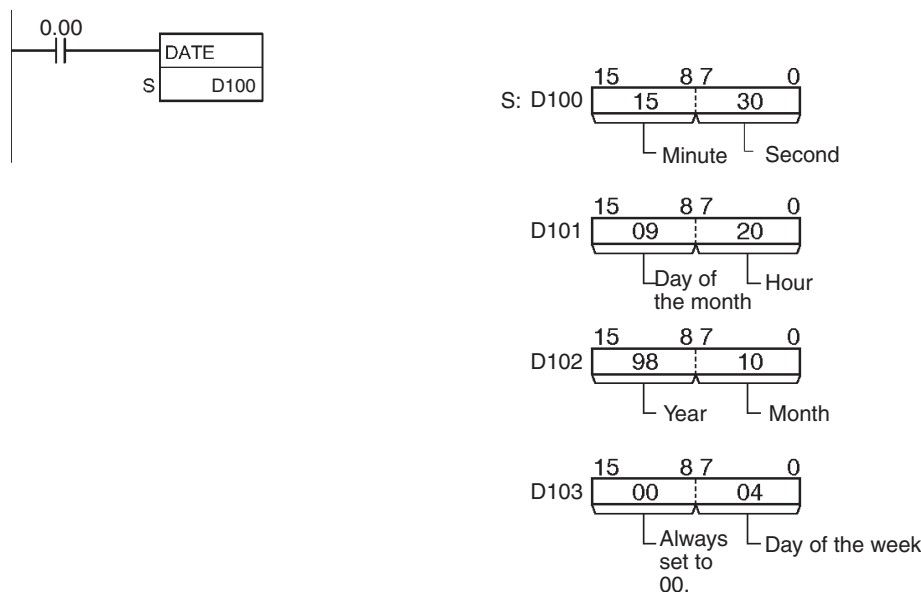 0.00
DATE
S D100
15 8 7 0
S: D100 15 30
Minute Second
15 8 7 0
D101 09 20
Day of
the month
Hour
15 8 7 0
D102 98 10
Year Month
15 8 7 0
D103 00 04
Always
set to
00.
Day of the week